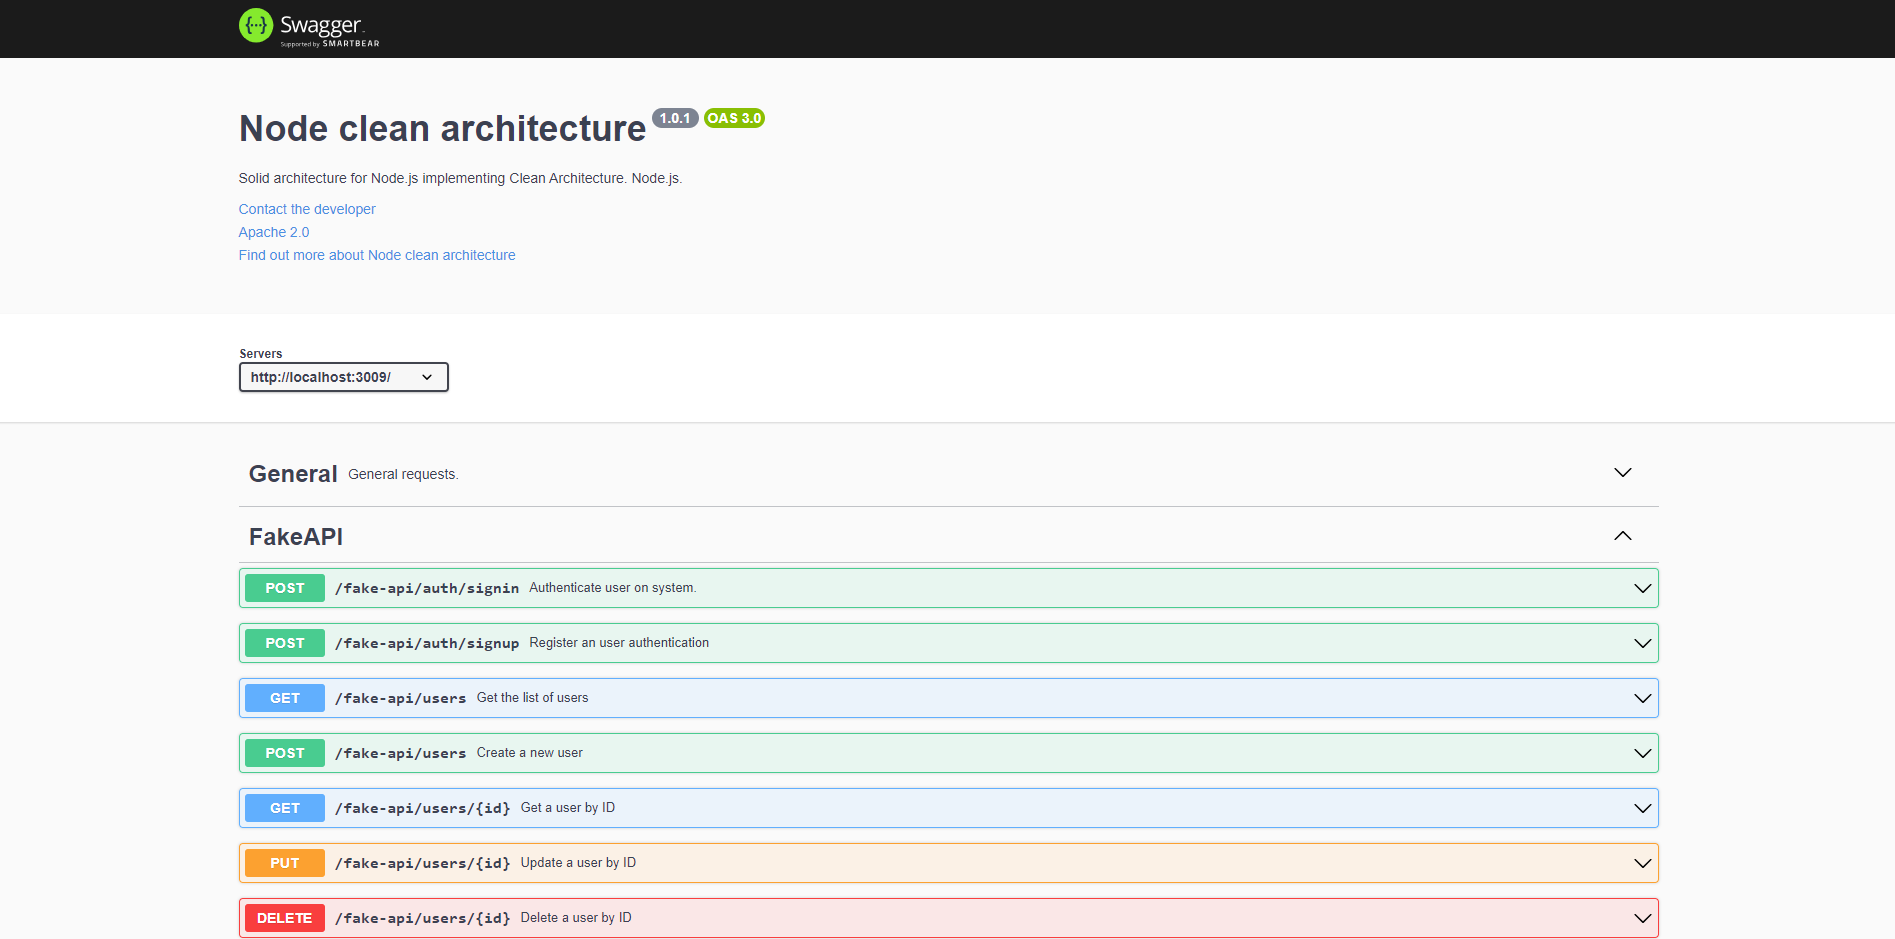 {···} Swagger.
Supported by SMARTBEAR
Node clean architecture 1.0.1 OAS 3.0
Solid architecture for Node.js implementing Clean Architecture. Node.js.
Contact the developer
Apache 2.0
Find out more about Node clean architecture
Servers
http://localhost:3009/
General General requests.
FakeAPI
POST /fake-api/auth/signin Authenticate user on system.
POST /fake-api/auth/signup Register an user authentication
GET /fake-api/users Get the list of users
POST /fake-api/users Create a new user
GET /fake-api/users/{id} Get a user by ID
PUT /fake-api/users/{id} Update a user by ID
DELETE /fake-api/users/{id} Delete a user by ID